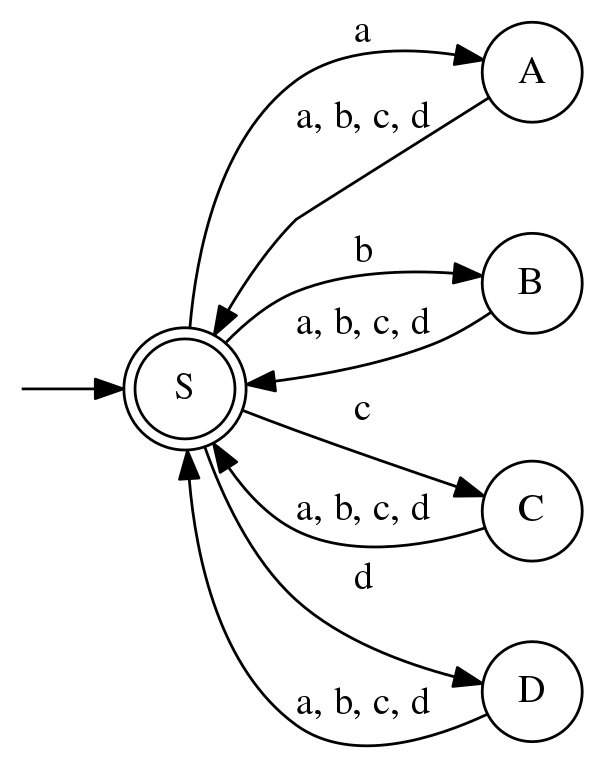 a
A
a, b, c, d
b
B
a, b, c, d
S
c
a, b, c, d
C
d
D
a, b, c, d